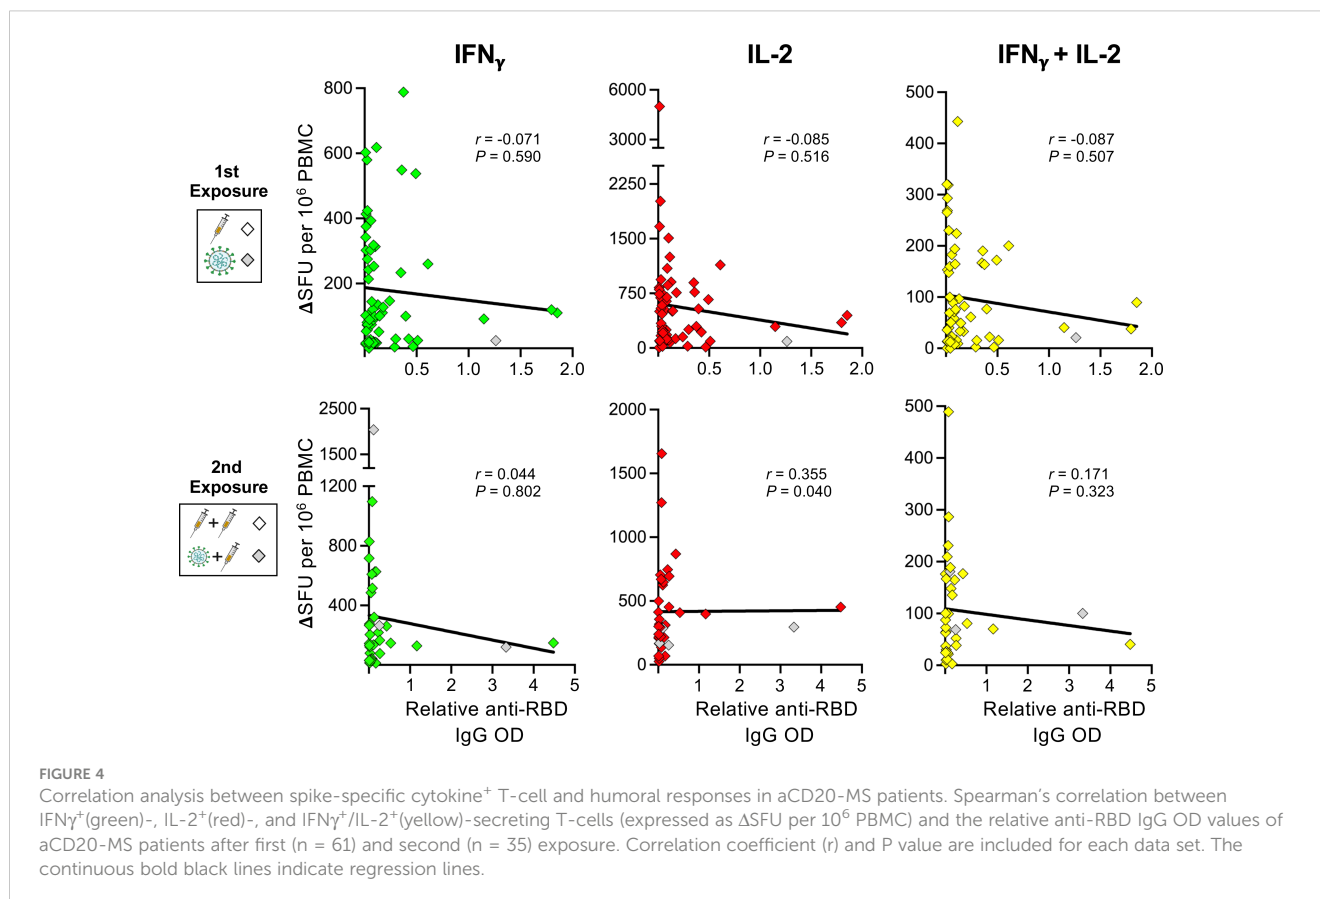 IFNγ
IL-2
IFNγ + IL-2
1st
Exposure
ΔSFU per 10⁶ PBMC
800
600
400
200
r = -0.071
P = 0.590
0.5 1.0 1.5 2.0
6000
3000
2250
1500
750
0
r = -0.085
P = 0.516
0.5 1.0 1.5 2.0
500
400
300
200
100
0
r = -0.087
P = 0.507
0.5 1.0 1.5 2.0
2nd
Exposure
+
+
ΔSFU per 10⁶ PBMC
2500
1500
1200
800
400
r = 0.044
P = 0.802
1 2 3 4 5
Relative anti-RBD
IgG OD
2000
1500
1000
500
0
r = 0.355
P = 0.040
1 2 3 4 5
Relative anti-RBD
IgG OD
500
400
300
200
100
0
r = 0.171
P = 0.323
1 2 3 4 5
Relative anti-RBD
IgG OD
FIGURE 4
Correlation analysis between spike-specific cytokine⁺ T-cell and humoral responses in aCD20-MS patients. Spearman's correlation between
IFNγ⁺(green)-, IL-2⁺(red)-, and IFNγ⁺/IL-2⁺(yellow)-secreting T-cells (expressed as ΔSFU per 10⁶ PBMC) and the relative anti-RBD IgG OD values of
aCD20-MS patients after first (n = 61) and second (n = 35) exposure. Correlation coefficient (r) and P value are included for each data set. The
continuous bold black lines indicate regression lines.